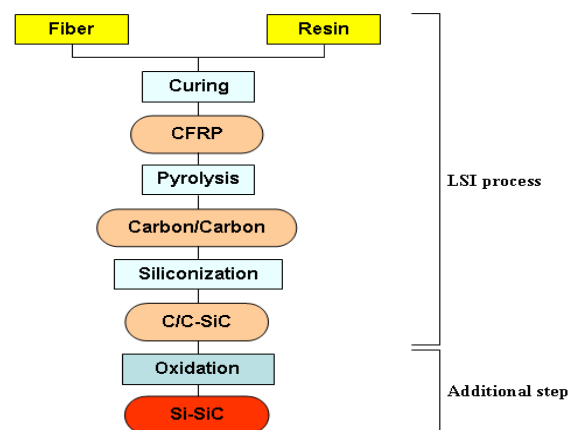 Fiber
Resin
Curing
CFRP
Pyrolysis
LSI process
Carbon/Carbon
Siliconization
C/C-SiC
Oxidation
Additional step
Si-SiC